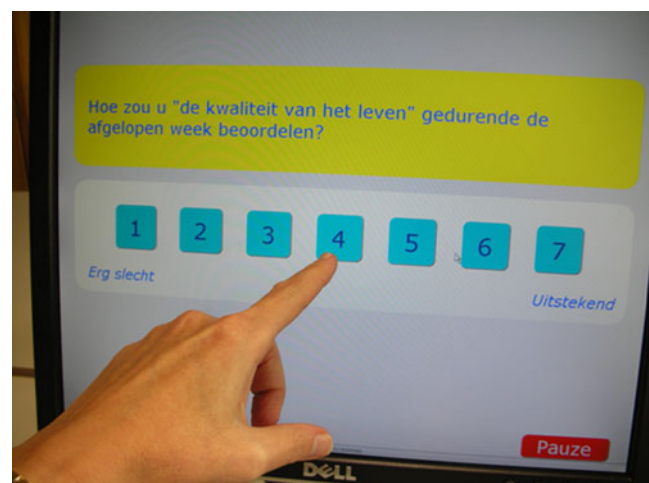 Hoe zou u "de kwaliteit van het leven" gedurende de
afgelopen week beoordelen?
1 2 3 4 5 6 7
Erg slecht
Uitstekend
Pauze
DELL